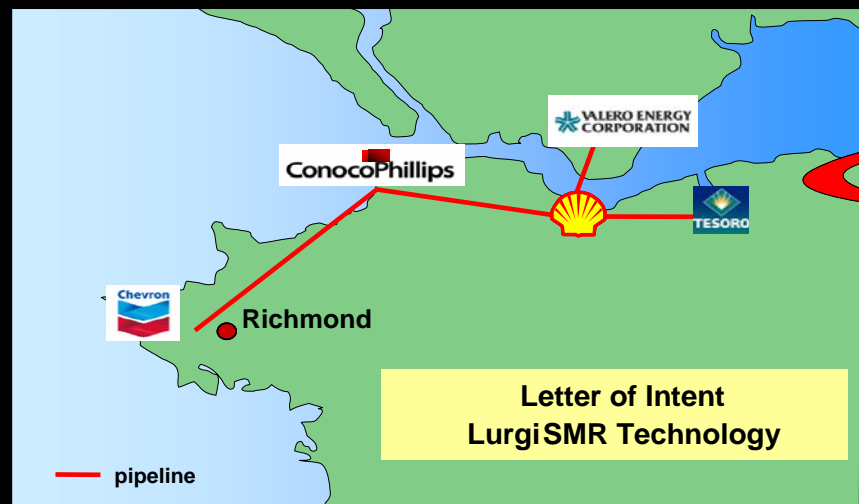 VALERO ENERGY
CORPORATION
ConocoPhillips
TESORO
Chevron
Richmond
Letter of Intent
LurgiSMR Technology
pipeline